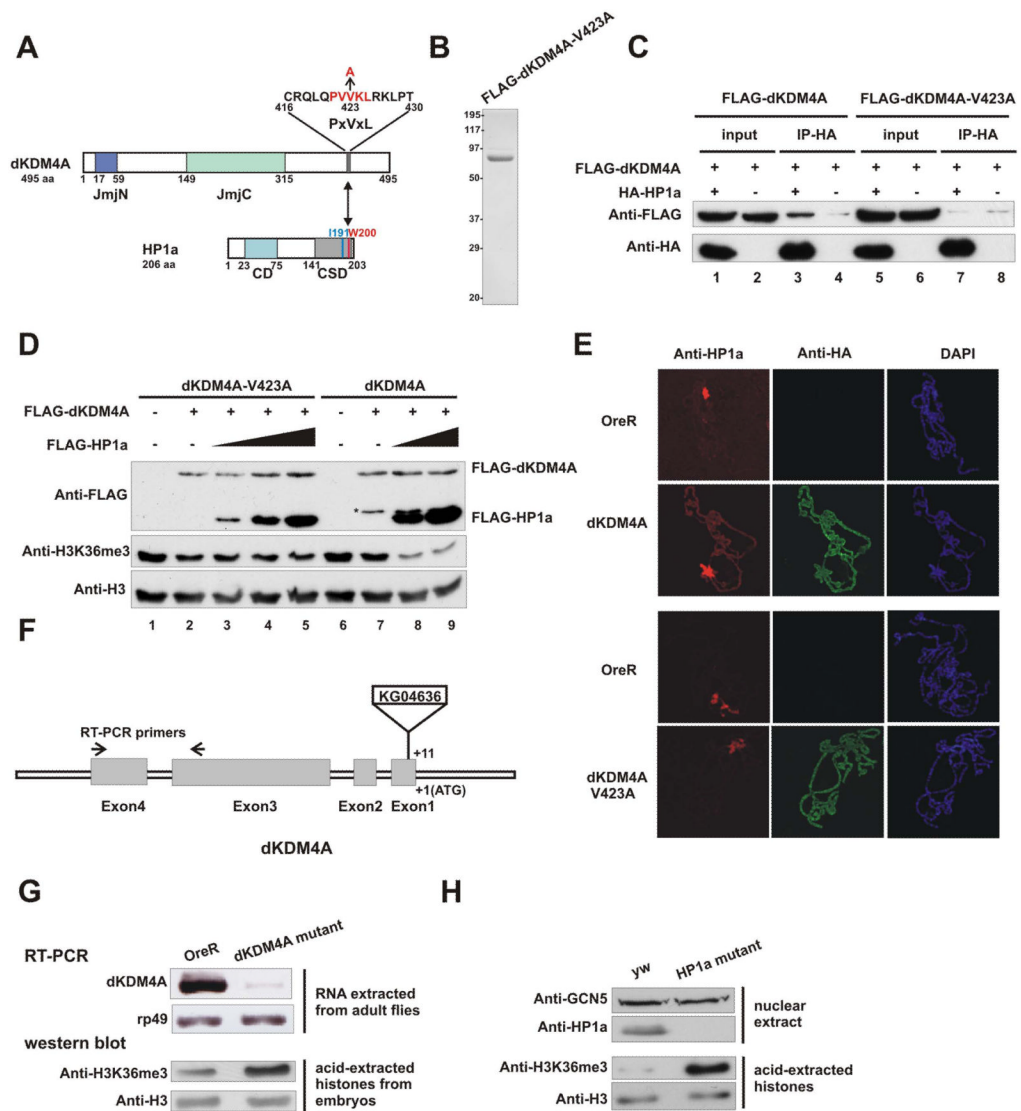 A
A
CRQLQPVVKLRKLPT
416 423 430
PxVxL
dKDM4A
495 aa
1 17 59 149 315 495
JmjN JmjC
I191 W200
HP1a
206 aa
1 23 75 141 203
CD CSD
B
FLAG-dKDM4A-V423A
195-
117-
97-
50-
37-
29-
20-
C
FLAG-dKDM4A FLAG-dKDM4A-V423A
input IP-HA input IP-HA
FLAG-dKDM4A + + + + + + + +
HA-HP1a + - + - + - + -
Anti-FLAG
Anti-HA
1 2 3 4 5 6 7 8
D
dKDM4A-V423A dKDM4A
FLAG-dKDM4A - + + + + - + + +
FLAG-HP1a - - - -
Anti-FLAG
FLAG-dKDM4A
*
FLAG-HP1a
Anti-H3K36me3
Anti-H3
1 2 3 4 5 6 7 8 9
E
Anti-HP1a Anti-HA DAPI
OreR
dKDM4A
OreR
dKDM4A
V423A
F
KG04636
RT-PCR primers
+11
+1(ATG)
Exon4 Exon3 Exon2 Exon1
dKDM4A
G
RT-PCR
OreR dKDM4A mutant
dKDM4A
rp49
RNA extracted
from adult flies
western blot
Anti-H3K36me3
Anti-H3
acid-extracted
histones from
embryos
H
yw HP1a mutant
Anti-GCN5
Anti-HP1a
nuclear
extract
Anti-H3K36me3
Anti-H3
acid-extracted
histones